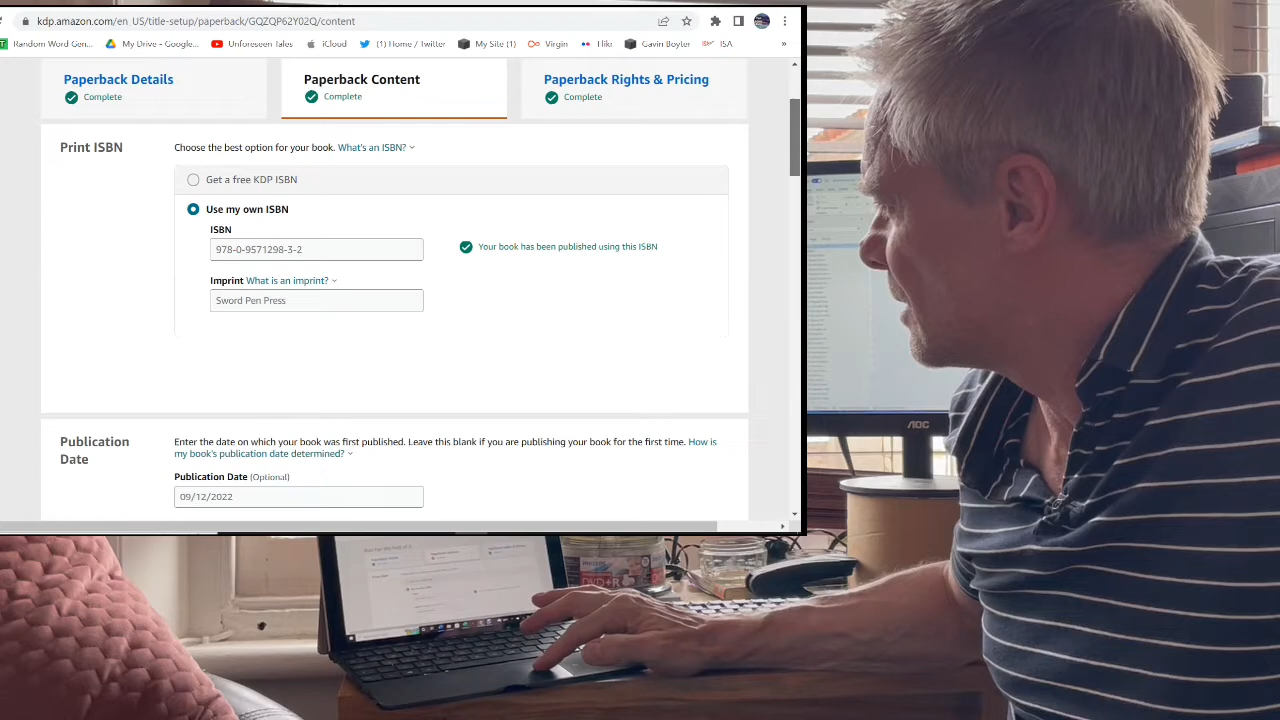 kdp.amazon.com/en_US/title-setup/paperback/GQZQP62Y02Q/content
Random Word Gen... My Drive - Google... Unforeseen Tales iCloud (1) Home / Twitter My Site (1) Virgin Hikr Gavin Boyter ISA »
Paperback Details Paperback Content Paperback Rights & Pricing
Complete Complete Complete
Print ISBN Choose the best option for your book. What's an ISBN?
Get a free KDP ISBN
Use my own ISBN
ISBN
978-0-9571298-3-2 Your book has been published using this ISBN
Imprint What is an imprint?
Sword Pen Press
Publication Date Enter the date on which your book was first published. Leave this blank if you are publishing your book for the first time. How is
my book's publication date determined?
Publication Date (Optional)
09/12/2022
AOC
PHILIPS
DVD+R